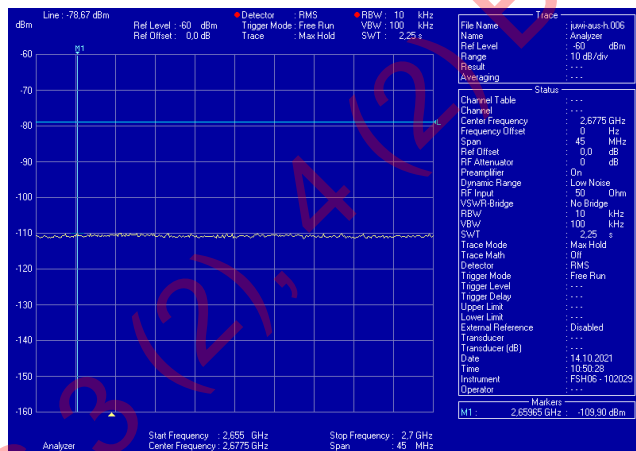 Line : -78,67 dBm
Detector : RMS
RBW : 10 kHz
dBm Ref Level : -60 dBm Trigger Mode : Free Run VBW : 100 kHz
Ref Offset : 0,0 dB Trace : Max Hold SWT : 2,25 s
M1
-60
-70
-80
L
-90
-100
-110
-120
-130
-140
-150
-160
Start Frequency : 2,655 GHz Stop Frequency : 2,7 GHz
Analyzer Center Frequency : 2,6775 GHz Span : 45 MHz
Trace
File Name : juwi-aus-h.006
Name : Analyzer
Ref Level : -60 dBm
Range : 10 dB/div
Result : ---
Averaging : ---
Status
Channel Table : ---
Channel : ---
Center Frequency : 2,6775 GHz
Frequency Offset : 0 Hz
Span : 45 MHz
Ref Offset : 0,0 dB
RF Attenuator : 0 dB
Preamplifier : On
Dynamic Range : Low Noise
RF Input : 50 Ohm
VSWR-Bridge : No Bridge
RBW : 10 kHz
VBW : 100 kHz
SWT : 2,25 s
Trace Mode : Max Hold
Trace Math : Off
Detector : RMS
Trigger Mode : Free Run
Trigger Level : ---
Trigger Delay : ---
Upper Limit : ---
Lower Limit : ---
External Reference : Disabled
Transducer : ---
Transducer (dB) : ---
Date : 14.10.2021
Time : 10:50:28
Instrument : FSH06 - 102029
Operator : ---
Markers
M1 : 2,65965 GHz : -109,90 dBm
3 (2), 4 (2)